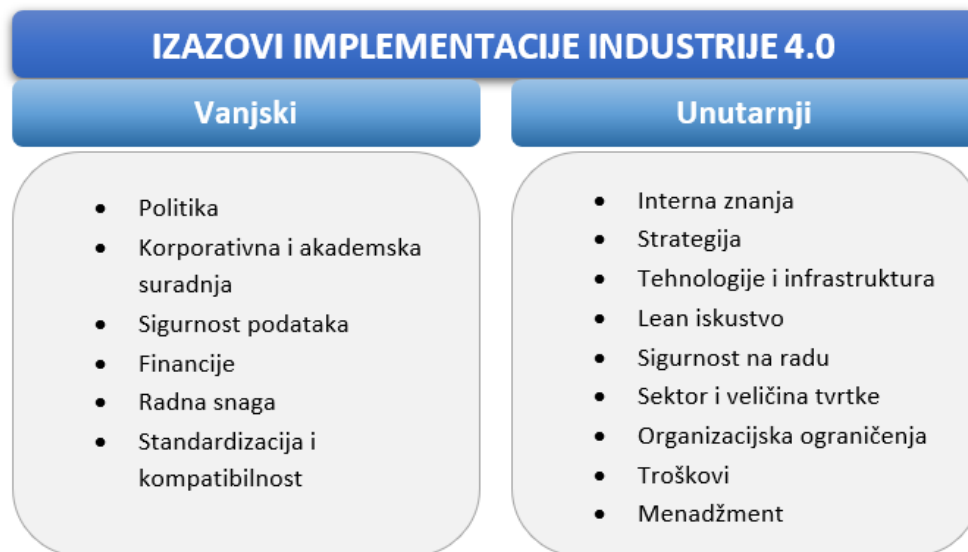 IZAZOVI IMPLEMENTACIJE INDUSTRIJE 4.0
Vanjski
• Politika
• Korporativna i akademska
suradnja
• Sigurnost podataka
• Financije
• Radna snaga
• Standardizacija i
kompatibilnost
Unutarnji
• Interna znanja
• Strategija
• Tehnologije i infrastruktura
• Lean iskustvo
• Sigurnost na radu
• Sektor i veličina tvrtke
• Organizacijska ograničenja
• Troškovi
• Menadžment